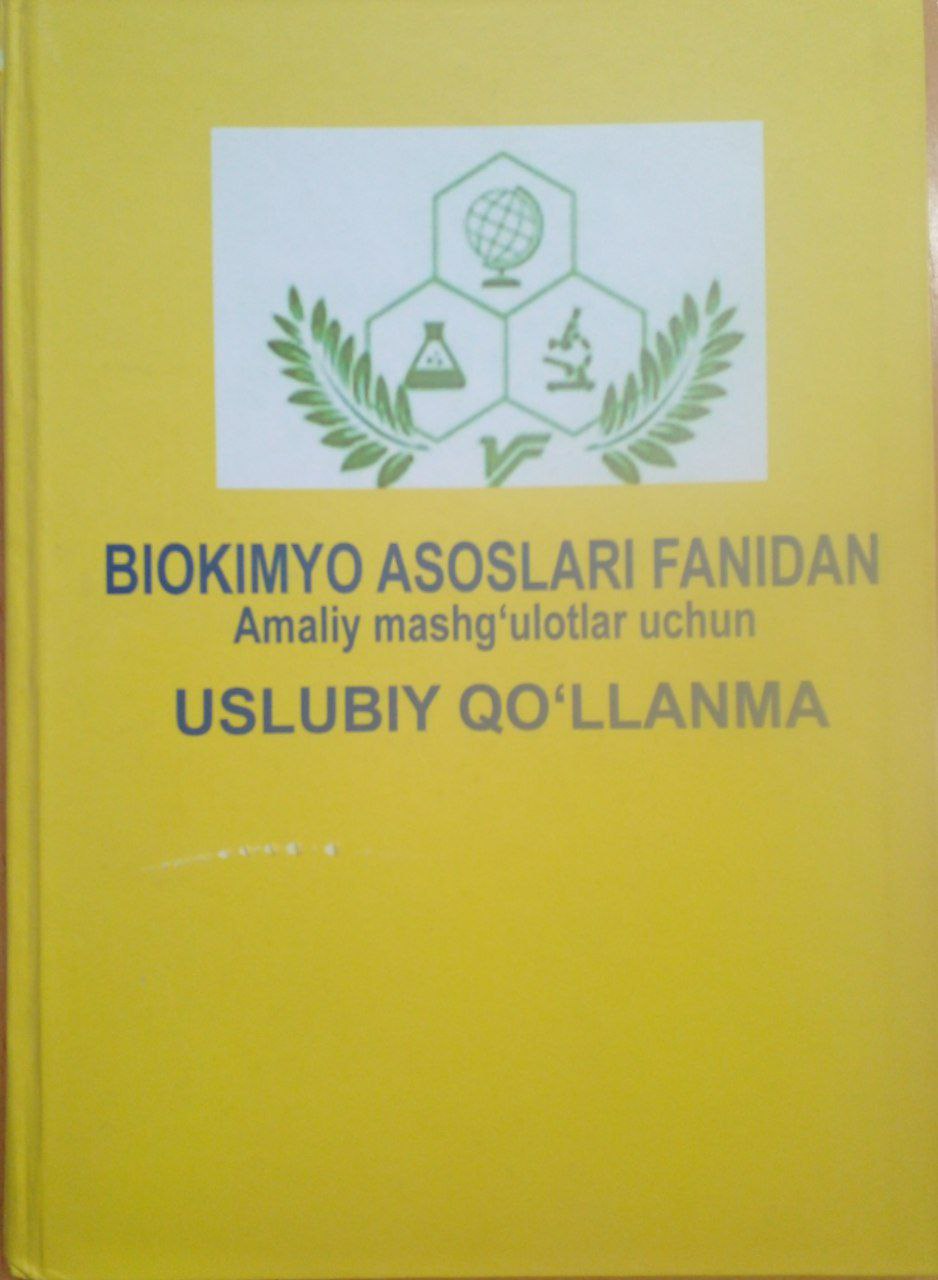 BIOKIMYO ASOSLARI FANIDAN
Amaliy mashg‘ulotlar uchun
USLUBIY QO‘LLANMA